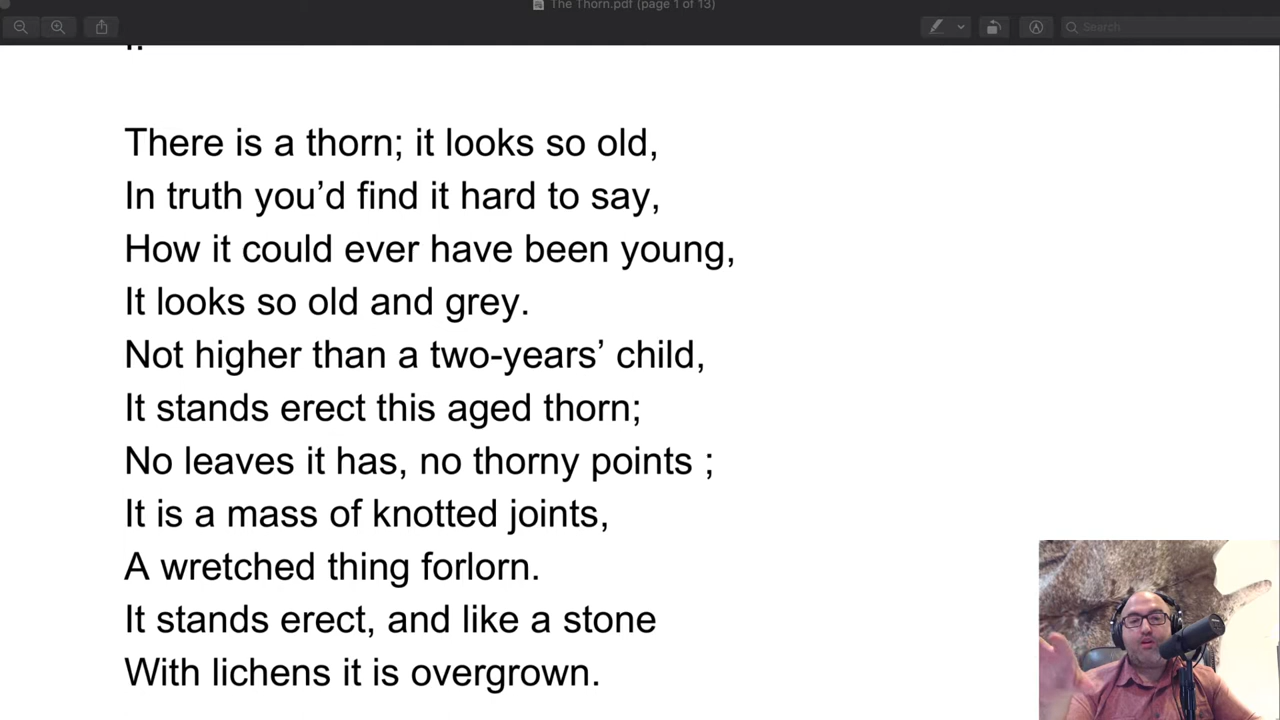 The Thorn.pdf (page 1 of 13)
Search
There is a thorn; it looks so old,
In truth you’d find it hard to say,
How it could ever have been young,
It looks so old and grey.
Not higher than a two-years’ child,
It stands erect this aged thorn;
No leaves it has, no thorny points ;
It is a mass of knotted joints,
A wretched thing forlorn.
It stands erect, and like a stone
With lichens it is overgrown.